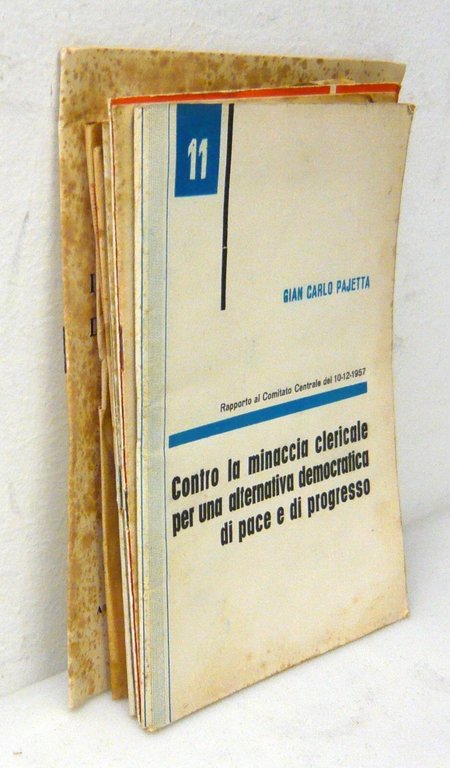 11
GIAN CARLO PAJETTA
Rapporto al Comitato Centrale del 10-12-1957
Contro la minaccia clericale
per una alternativa democratica
di pace e di progresso